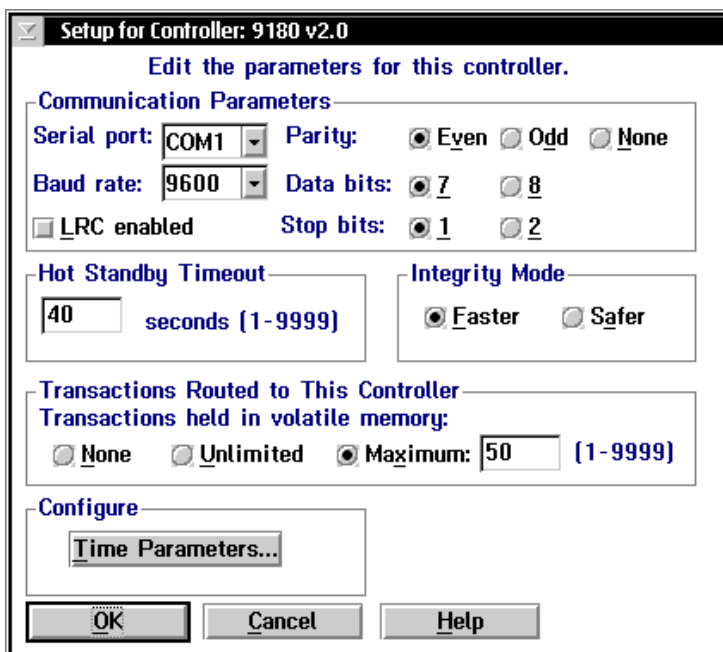 Setup for Controller: 9180 v2.0
Edit the parameters for this controller.
Communication Parameters
Serial port: COM1 Parity: Even Odd None
Baud rate: 9600 Data bits: 7 8
LRC enabled Stop bits: 1 2
Hot Standby Timeout Integrity Mode
40 seconds (1-9999) Faster Safer
Transactions Routed to This Controller
Transactions held in volatile memory:
None Unlimited Maximum: 50 (1-9999)
Configure
Time Parameters...
OK Cancel Help